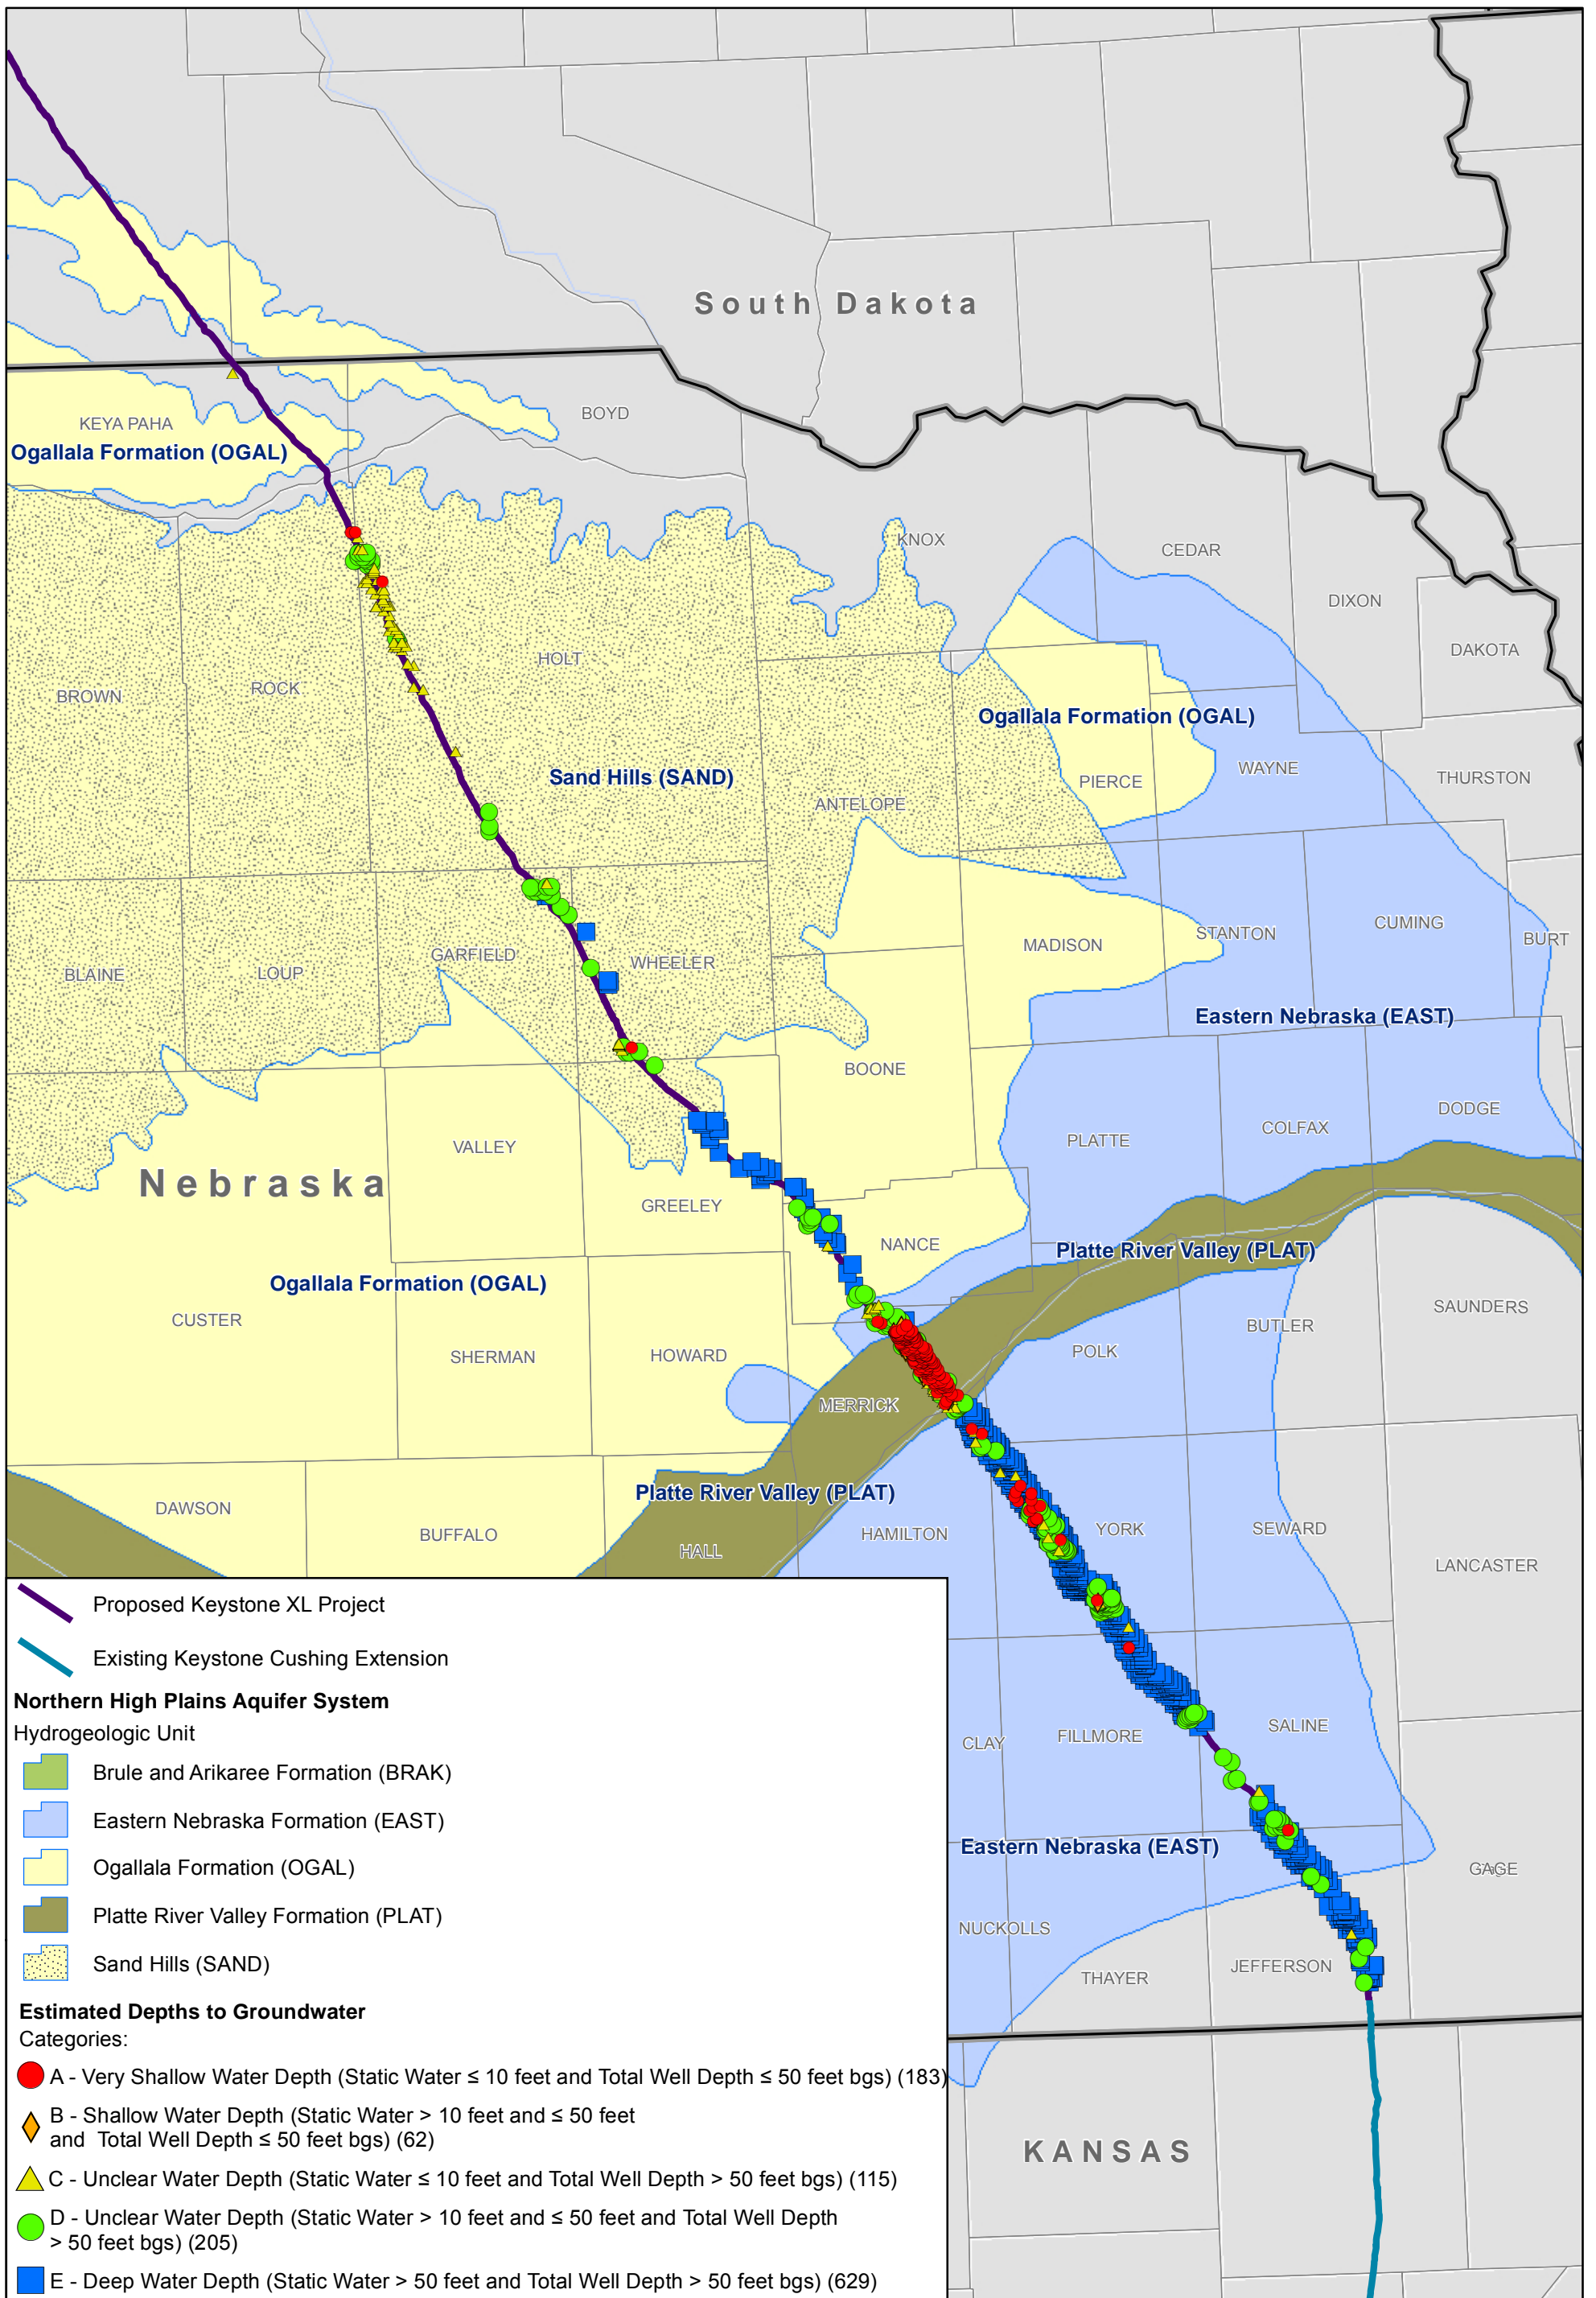 South Dakota
KEYA PAHA
BOYD
Ogallala Formation (OGAL)
KNOX
CEDAR
DIXON
DAKOTA
HOLT
ROCK
BROWN
Ogallala Formation (OGAL)
Sand Hills (SAND)
WAYNE
THURSTON
PIERCE
ANTELOPE
CUMING
STANTON
BURT
MADISON
GARFIELD
WHEELER
BLAINE
LOUP
Eastern Nebraska (EAST)
BOONE
DODGE
COLFAX
PLATTE
VALLEY
Nebraska
GREELEY
NANCE
Platte River Valley (PLAT)
Ogallala Formation (OGAL)
SAUNDERS
CUSTER
BUTLER
POLK
SHERMAN
HOWARD
MERRICK
Platte River Valley (PLAT)
DAWSON
BUFFALO
HALL
HAMILTON
YORK
SEWARD
LANCASTER
CLAY
FILLMORE
SALINE
Eastern Nebraska (EAST)
GAGE
NUCKOLLS
THAYER
JEFFERSON
KANSAS
Proposed Keystone XL Project
Existing Keystone Cushing Extension
Northern High Plains Aquifer System
Hydrogeologic Unit
Brule and Arikaree Formation (BRAK)
Eastern Nebraska Formation (EAST)
Ogallala Formation (OGAL)
Platte River Valley Formation (PLAT)
Sand Hills (SAND)
Estimated Depths to Groundwater
Categories:
A - Very Shallow Water Depth (Static Water ≤ 10 feet and Total Well Depth ≤ 50 feet bgs) (183)
B - Shallow Water Depth (Static Water > 10 feet and ≤ 50 feet
and Total Well Depth ≤ 50 feet bgs) (62)
C - Unclear Water Depth (Static Water ≤ 10 feet and Total Well Depth > 50 feet bgs) (115)
D - Unclear Water Depth (Static Water > 10 feet and ≤ 50 feet and Total Well Depth
> 50 feet bgs) (205)
E - Deep Water Depth (Static Water > 50 feet and Total Well Depth > 50 feet bgs) (629)